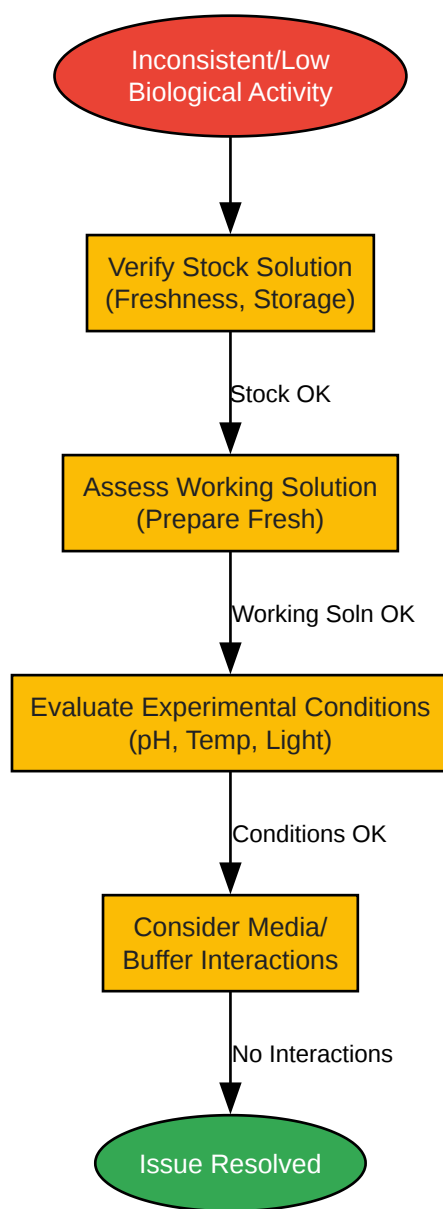 Inconsistent/Low
Biological Activity
Verify Stock Solution
(Freshness, Storage)
Stock OK
Assess Working Solution
(Prepare Fresh)
Working Soln OK
Evaluate Experimental Conditions
(pH, Temp, Light)
Conditions OK
Consider Media/
Buffer Interactions
No Interactions
Issue Resolved